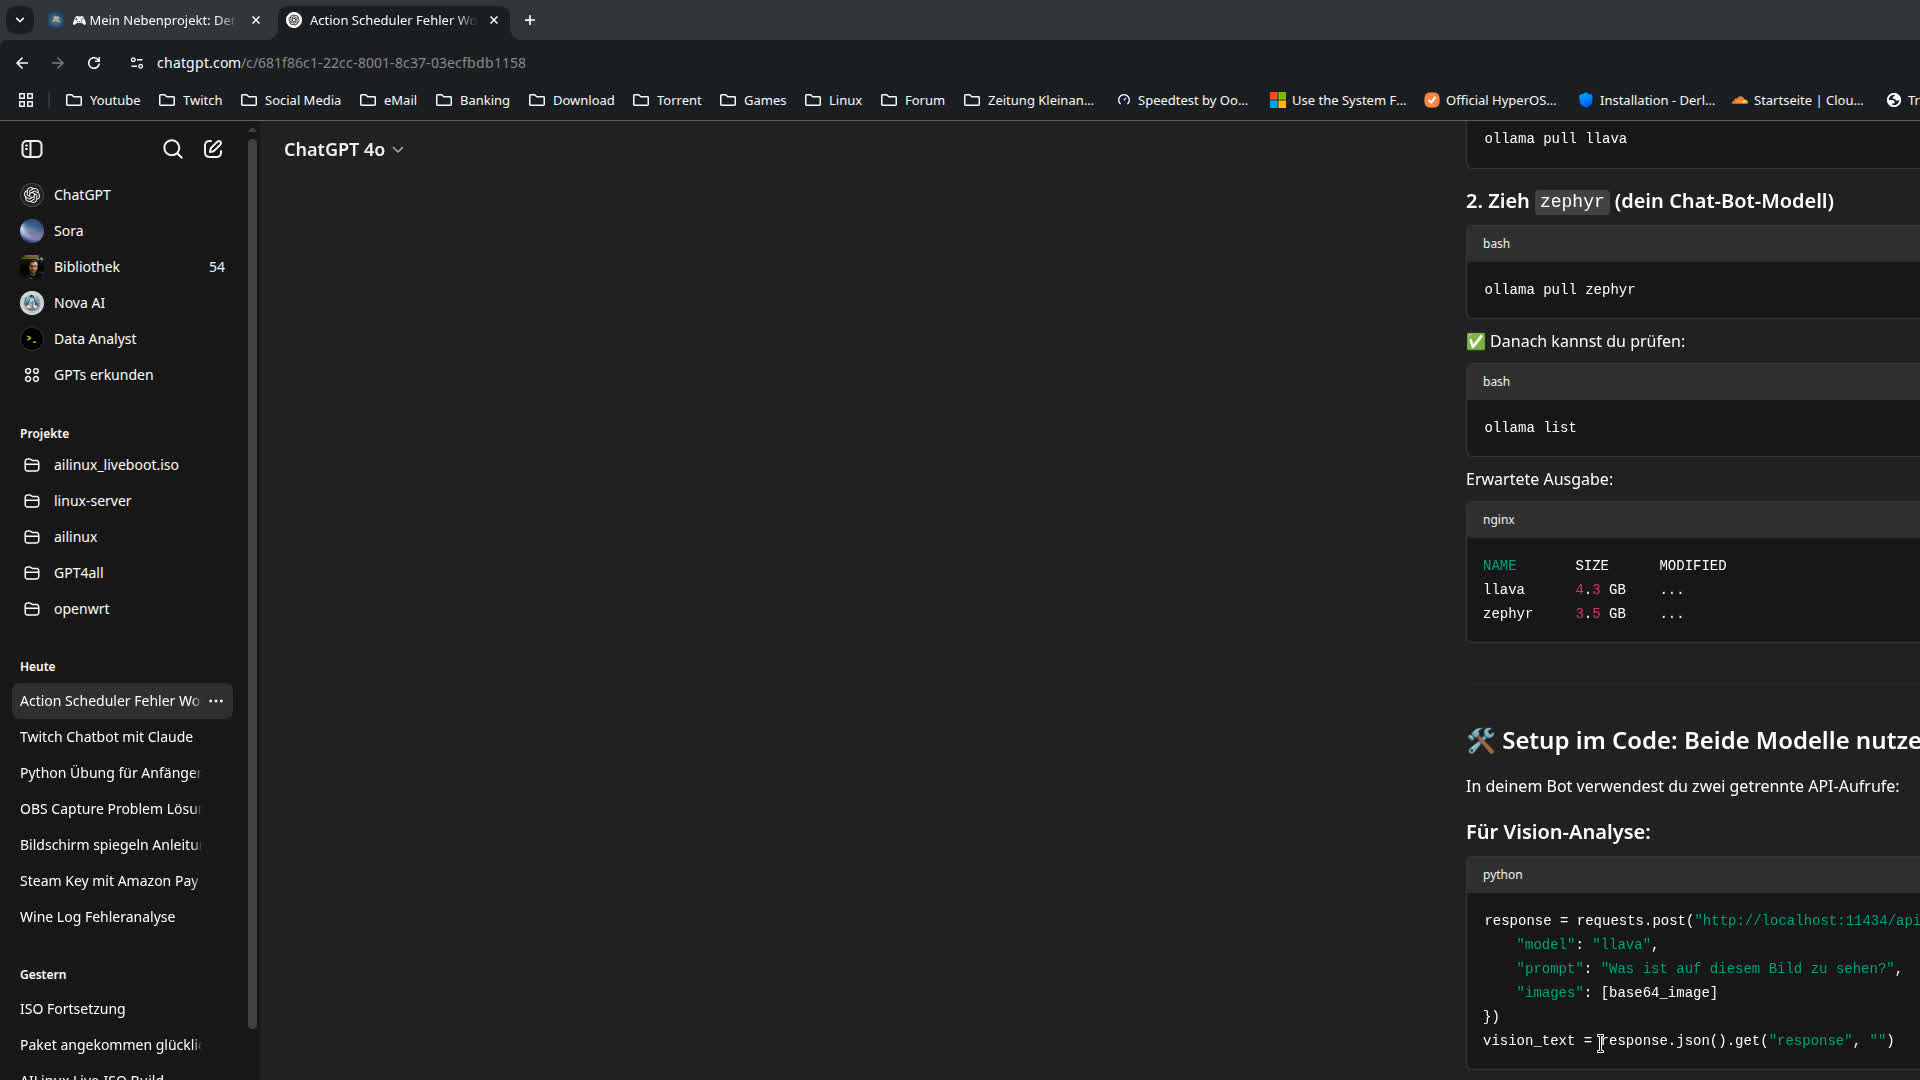 🎮 Mein Nebenprojekt: De
Action Scheduler Fehler Wo
chatgpt.com/c/681f86c1-22cc-8001-8c37-03ecfbdb1158
Youtube
Twitch
Social Media
eMail
Banking
Download
Torrent
Games
Linux
Forum
Zeitung Kleinan...
Speedtest by Oo...
Use the System F...
Official HyperOS...
Installation - Derl...
Startseite | Clou...
Tr
ChatGPT
Sora
Bibliothek 54
Nova AI
Data Analyst
GPTs erkunden
Projekte
ailinux_liveboot.iso
linux-server
ailinux
GPT4all
openwrt
Heute
Action Scheduler Fehler Wo
Twitch Chatbot mit Claude
Python Übung für Anfänger
OBS Capture Problem Lösu
Bildschirm spiegeln Anleitu
Steam Key mit Amazon Pay
Wine Log Fehleranalyse
Gestern
ISO Fortsetzung
Paket angekommen glückli
AILinux Live ISO Build
ChatGPT 4o
ollama pull llava
2. Zieh zephyr (dein Chat-Bot-Modell)
bash
ollama pull zephyr
✅ Danach kannst du prüfen:
bash
ollama list
Erwartete Ausgabe:
nginx
NAME SIZE MODIFIED
llava 4.3 GB ...
zephyr 3.5 GB ...
🛠️ Setup im Code: Beide Modelle nutze
In deinem Bot verwendest du zwei getrennte API-Aufrufe:
Für Vision-Analyse:
python
response = requests.post("http://localhost:11434/api
"model": "llava",
"prompt": "Was ist auf diesem Bild zu sehen?",
"images": [base64_image]
})
vision_text = response.json().get("response", "")